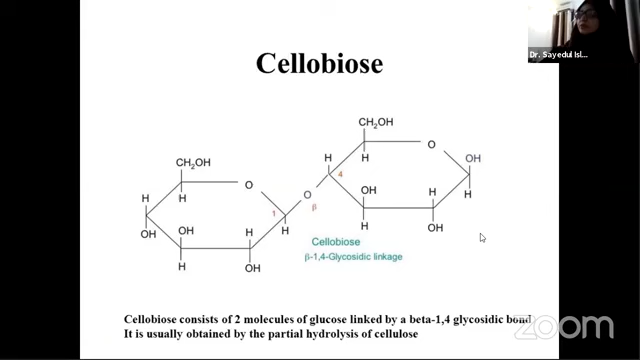 Dr. Sayedul Isl...
Cellobiose
CH2OH
O
H
OH
H
4
H
OH
H
H
H
OH
CH2OH
O
H
H
O
β
1
OH
OH
H
H
H
OH
Cellobiose
β-1,4-Glycosidic linkage
Cellobiose consists of 2 molecules of glucose linked by a beta-1,4 glycosidic bond
It is usually obtained by the partial hydrolysis of cellulose
zoom